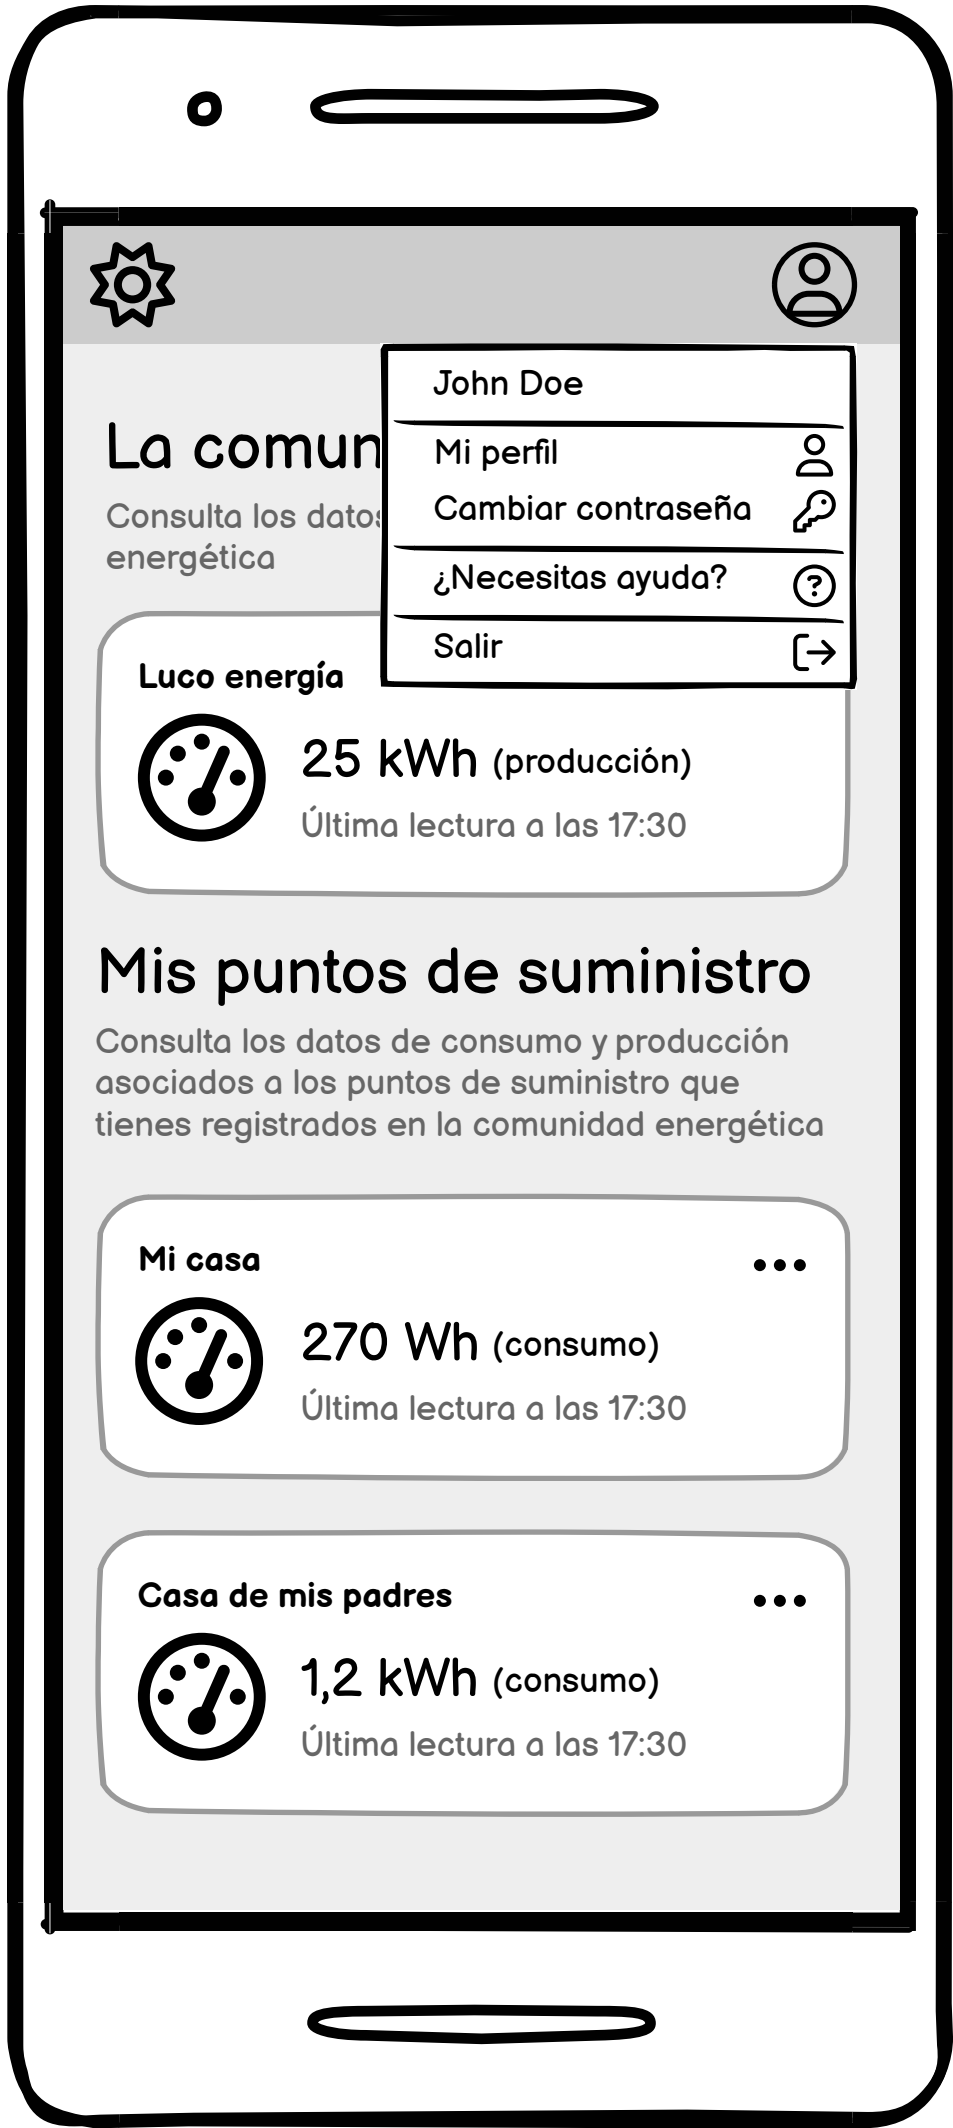 John Doe
Mi perfil
Cambiar contraseña
¿Necesitas ayuda?
Salir
La comun
Consulta los datos
energética
Luco energía
25 kWh (producción)
Última lectura a las 17:30
Mis puntos de suministro
Consulta los datos de consumo y producción
asociados a los puntos de suministro que
tienes registrados en la comunidad energética
Mi casa
270 Wh (consumo)
Última lectura a las 17:30
Casa de mis padres
1,2 kWh (consumo)
Última lectura a las 17:30